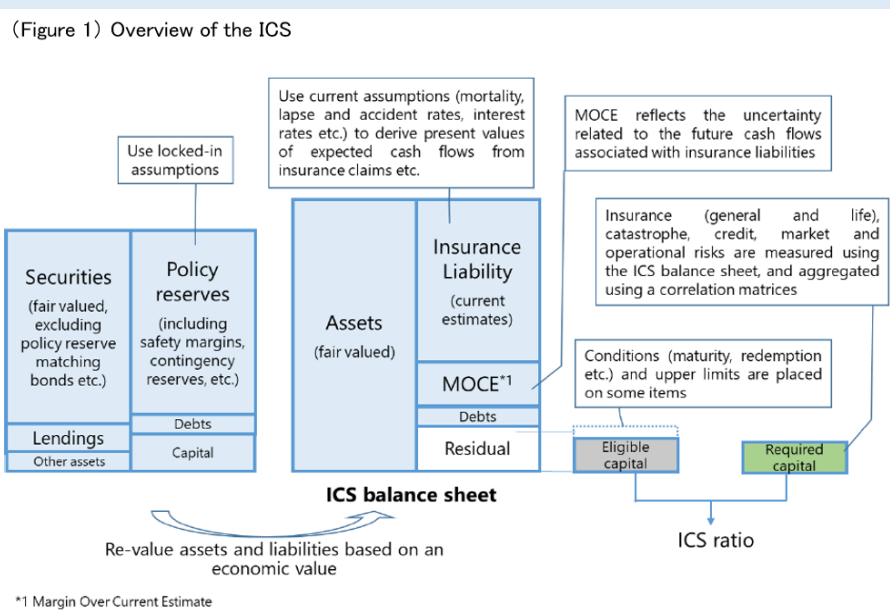 (Figure 1) Overview of the ICS
Use current assumptions (mortality,
lapse and accident rates, interest
rates etc.) to derive present values
of expected cash flows from
insurance claims etc.
MOCE reflects the uncertainty
related to the future cash flows
associated with insurance liabilities
Use locked-in
assumptions
Insurance (general and life),
catastrophe, credit, market and
operational risks are measured using
the ICS balance sheet, and aggregated
using a correlation matrices
Securities
(fair valued,
excluding
policy reserve
matching
bonds etc.)
Lendings
Other assets
Policy
reserves
(including
safety margins,
contingency
reserves, etc.)
Debts
Capital
Assets
(fair valued)
Insurance
Liability
(current
estimates)
MOCE*1
Debts
Residual
Conditions (maturity, redemption
etc.) and upper limits are placed
on some items
Eligible
capital
Required
capital
ICS balance sheet
ICS ratio
Re-value assets and liabilities based on an
economic value
*1 Margin Over Current Estimate